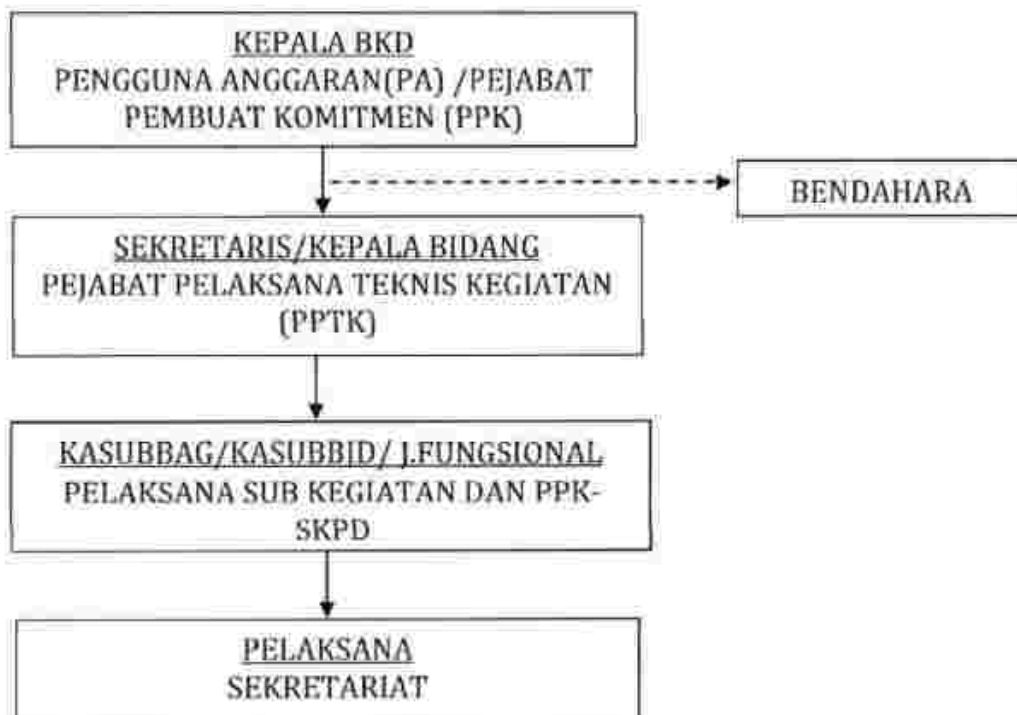 KEPALA BKD
PENGGUNA ANGGARAN(PA) /PEJABAT
PEMBUAT KOMITMEN (PPK)
BENDAHARA
SEKRETARIS/KEPALA BIDANG
PEJABAT PELAKSANA TEKNIS KEGIATAN
(PPTK)
KASUBBAG/KASUBBID/ J.FUNGSIONAL
PELAKSANA SUB KEGIATAN DAN PPK-
SKPD
PELAKSANA
SEKRETARIAT